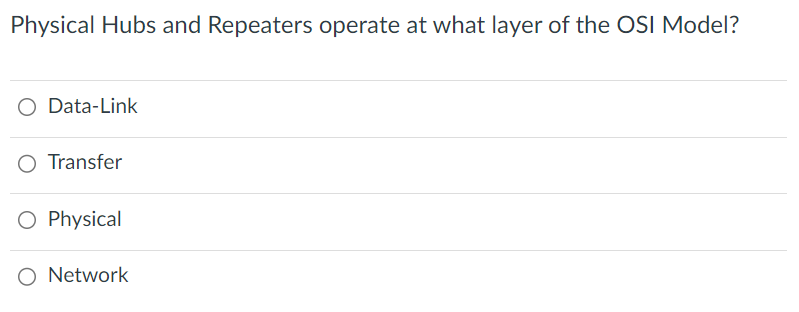 Physical Hubs and Repeaters operate at what layer of the OSI Model?
Data-Link
Transfer
Physical
Network